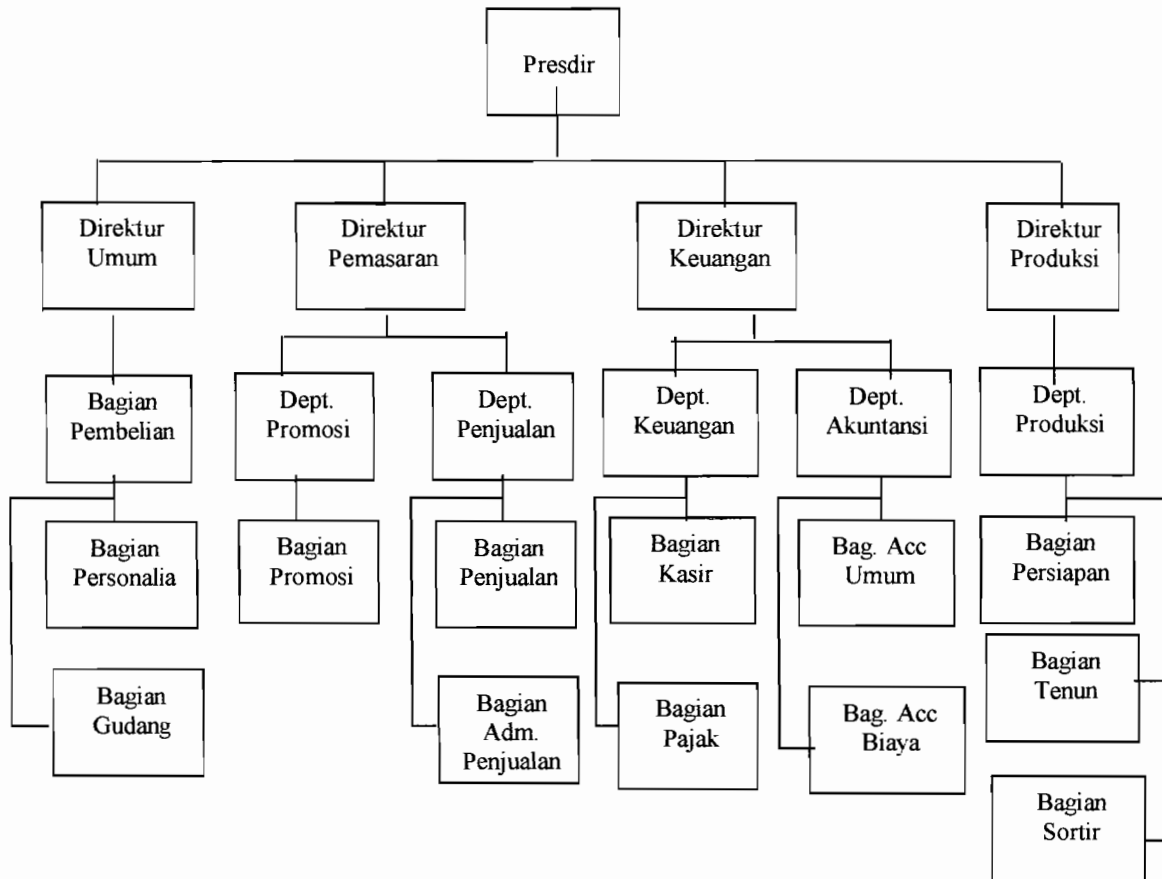 Presdir
Direktur
Umum
Direktur
Pemasaran
Direktur
Keuangan
Direktur
Produksi
Bagian
Pembelian
Dept.
Promosi
Dept.
Penjualan
Dept.
Keuangan
Dept.
Akuntansi
Dept.
Produksi
Bagian
Personalia
Bagian
Promosi
Bagian
Penjualan
Bagian
Kasir
Bag. Acc
Umum
Bagian
Persiapan
Bagian
Gudang
Bagian
Adm.
Penjualan
Bagian
Pajak
Bag. Acc
Biaya
Bagian
Tenun
Bagian
Sortir